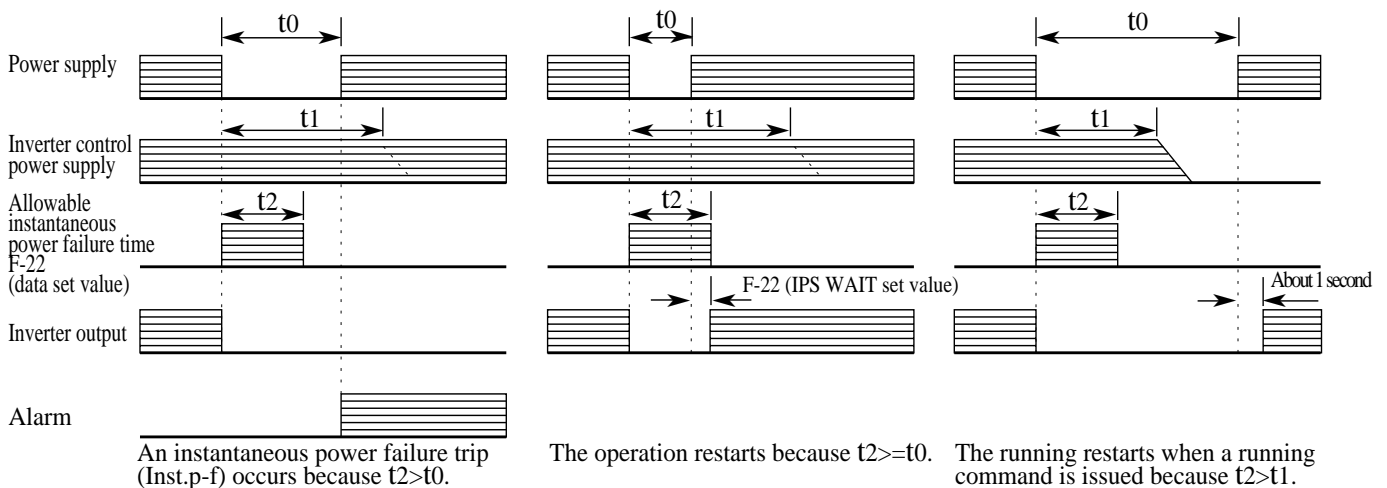 t0 t0 t0
Power supply
t1 t1 t1
Inverter control
power supply
Allowable
instantaneous
power failure time
F-22
(data set value)
t2 t2 t2
F-22 (IPS WAIT set value)
About 1 second
Inverter output
Alarm
An instantaneous power failure trip
(Inst.p-f) occurs because t2>t0.
The operation restarts because t2>=t0.
The running restarts when a running
command is issued because t2>t1.